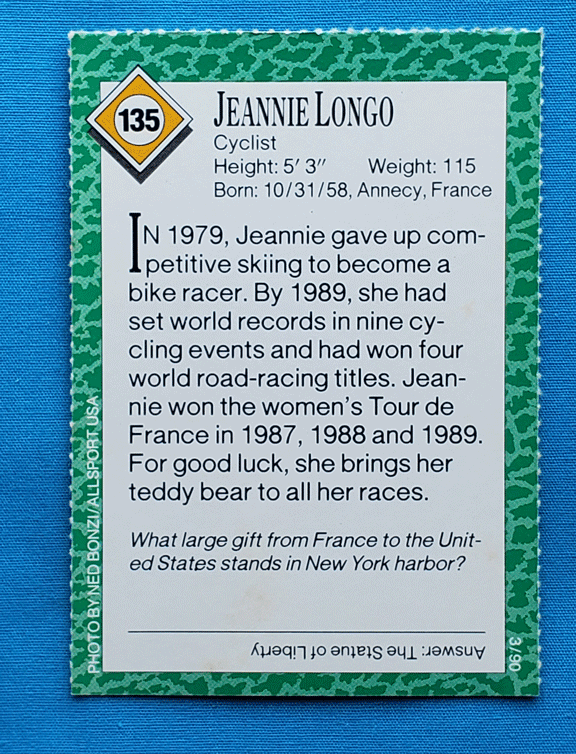 135
JEANNIE LONGO
Cyclist
Height: 5' 3" Weight: 115
Born: 10/31/58, Annecy, France
IN 1979, Jeannie gave up com-
petitive skiing to become a
bike racer. By 1989, she had
set world records in nine cy-
cling events and had won four
world road-racing titles. Jean-
nie won the women's Tour de
France in 1987, 1988 and 1989.
For good luck, she brings her
teddy bear to all her races.
What large gift from France to the Unit-
ed States stands in New York harbor?
Answer: The Statue of Liberty
PHOTO BY NED BONZI/ALLSPORT USA
3/90